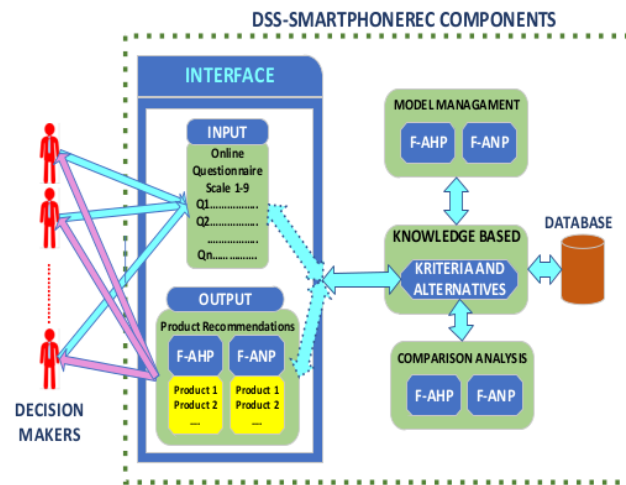 DSS-SMARTPHONEREC COMPONENTS
INTERFACE
INPUT
Online
Questionnaire
Scale 1-9
Q1..................
Q2..................
..................
Qn..................
OUTPUT
Product Recommendations
F-AHP
F-ANP
Product 1
Product 2
....
Product 1
Product 2
....
DECISION
MAKERS
MODEL MANAGAMENT
F-AHP
F-ANP
KNOWLEDGE BASED
KRITERIA AND
ALTERNATIVES
DATABASE
COMPARISON ANALYSIS
F-AHP
F-ANP